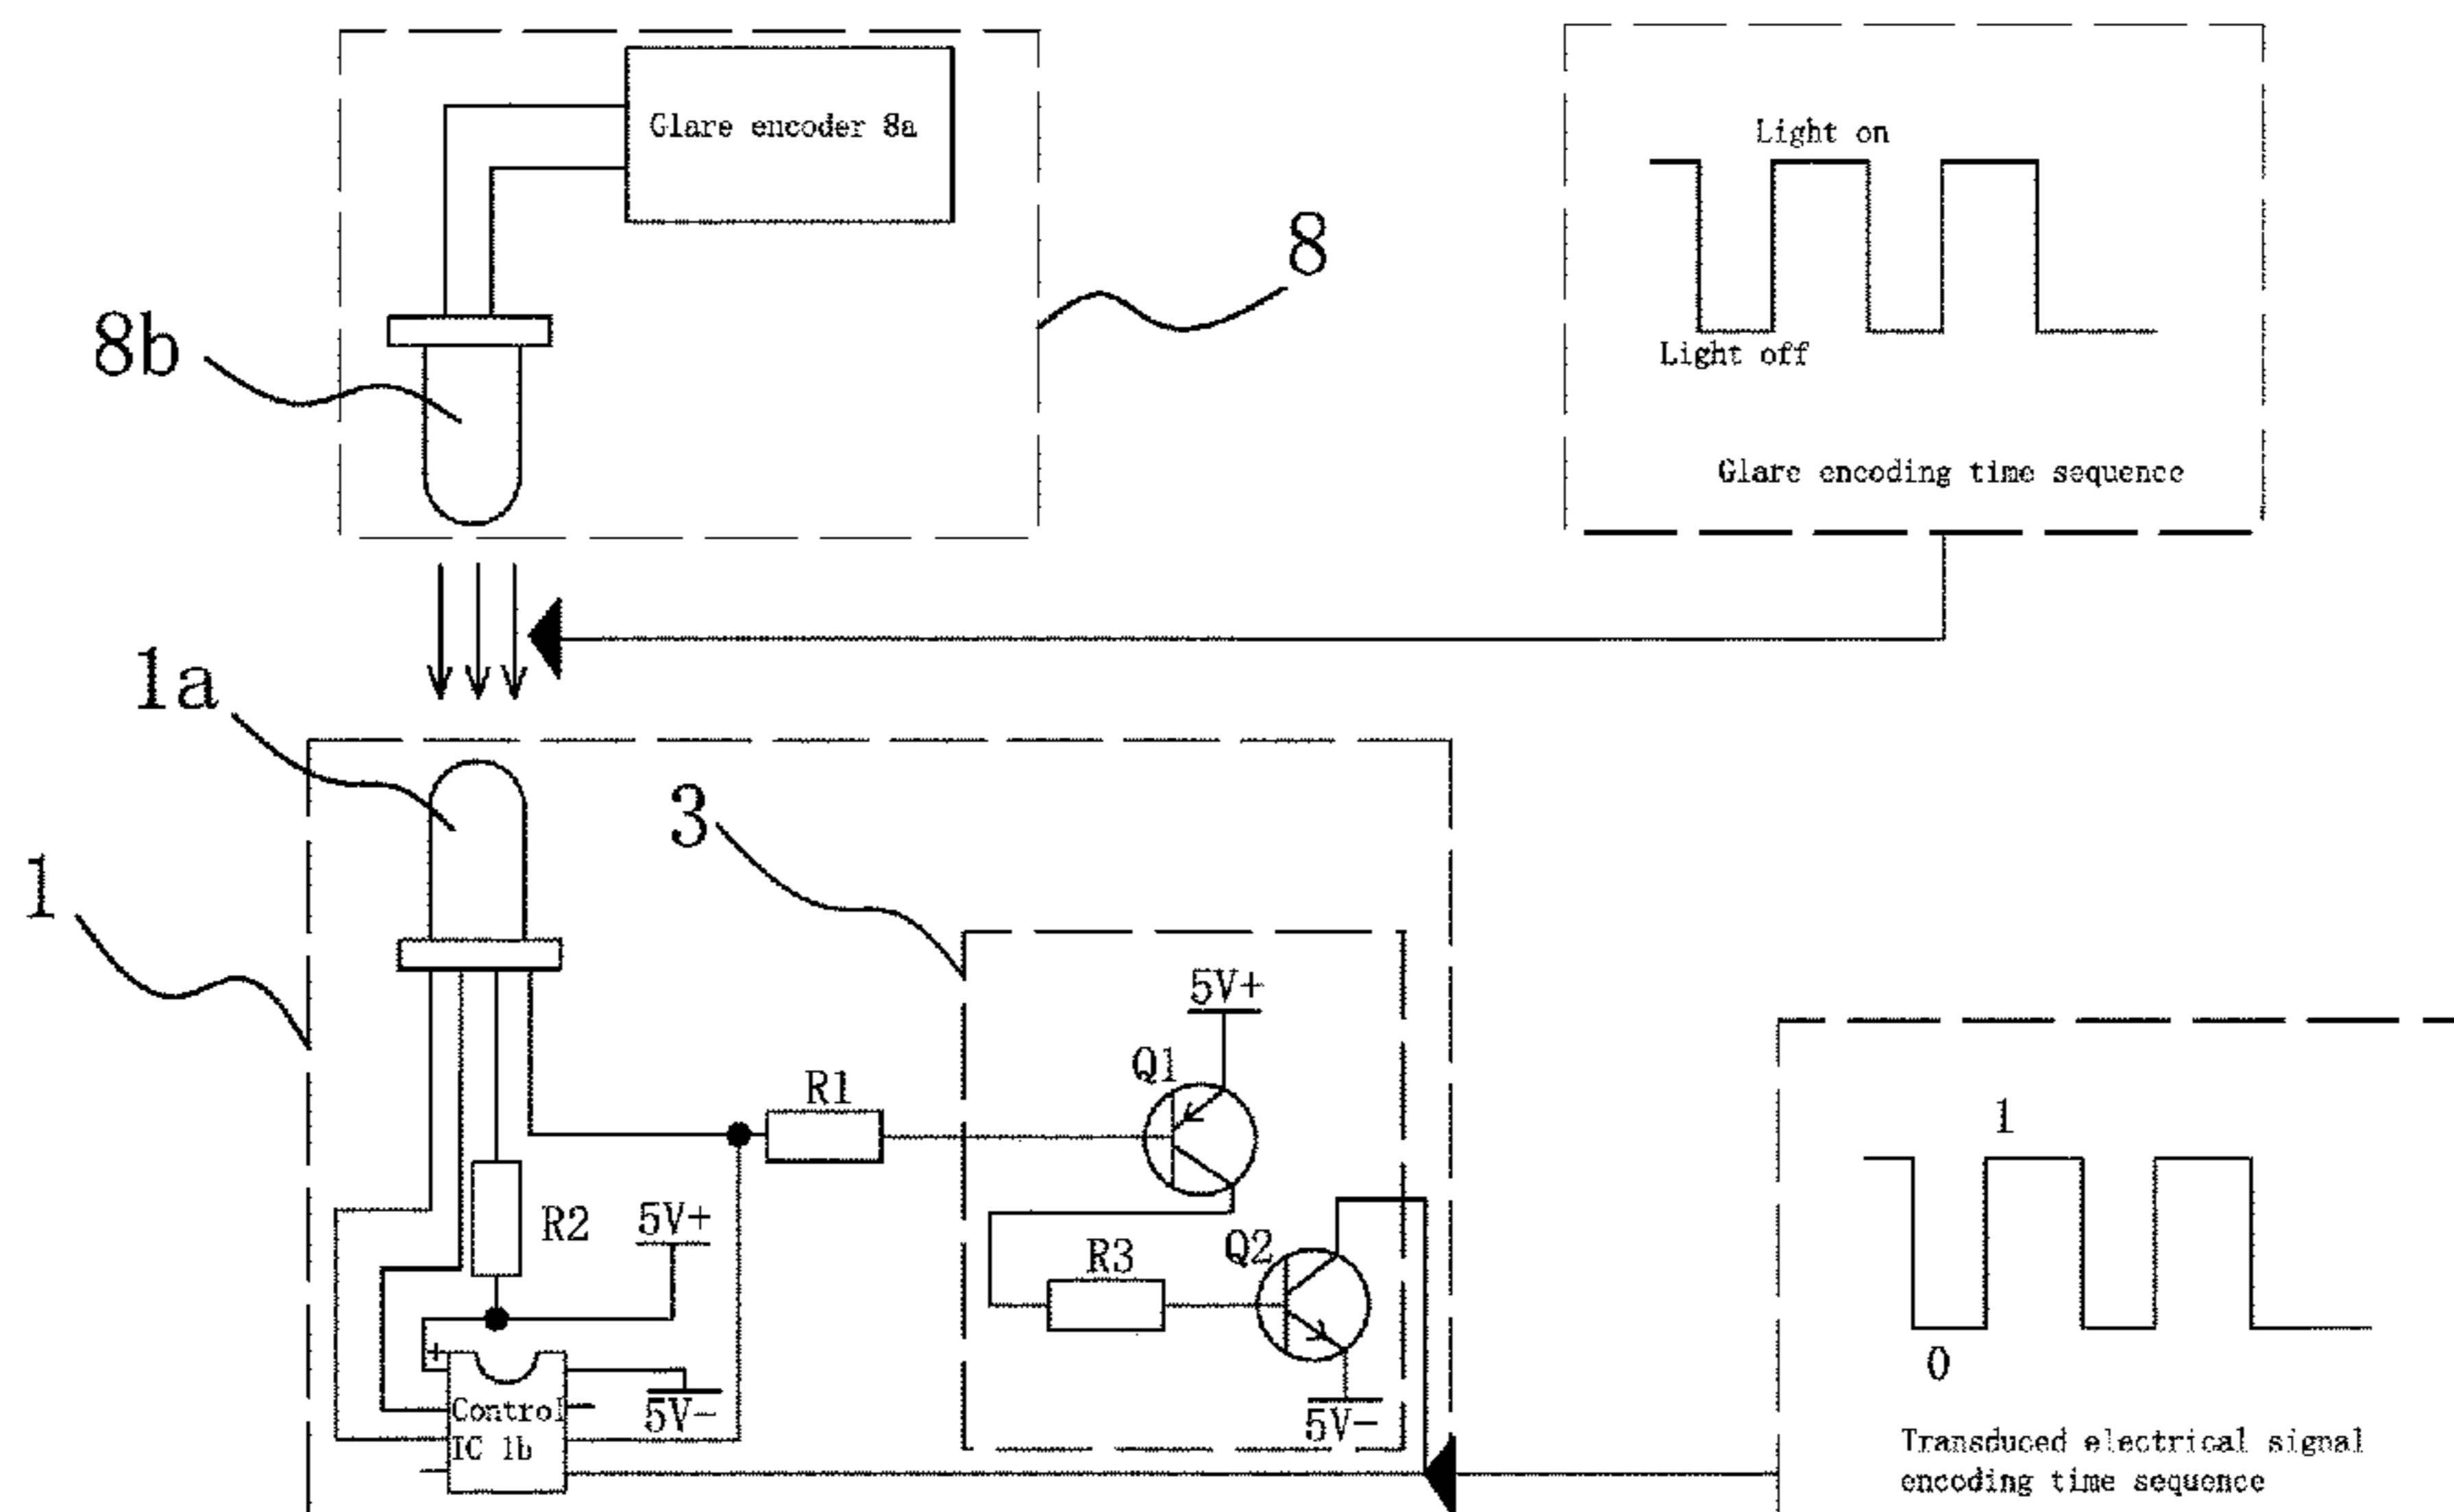 Glare encoder 8a
8
8b
Light on
Light off
Glare encoding time sequence
1a
3
1
5V+
Q1
R1
R2
5V+
R3
Q2
5V-
+
Control
IC 1b
5V-
1
0
Transduced electrical signal
encoding time sequence